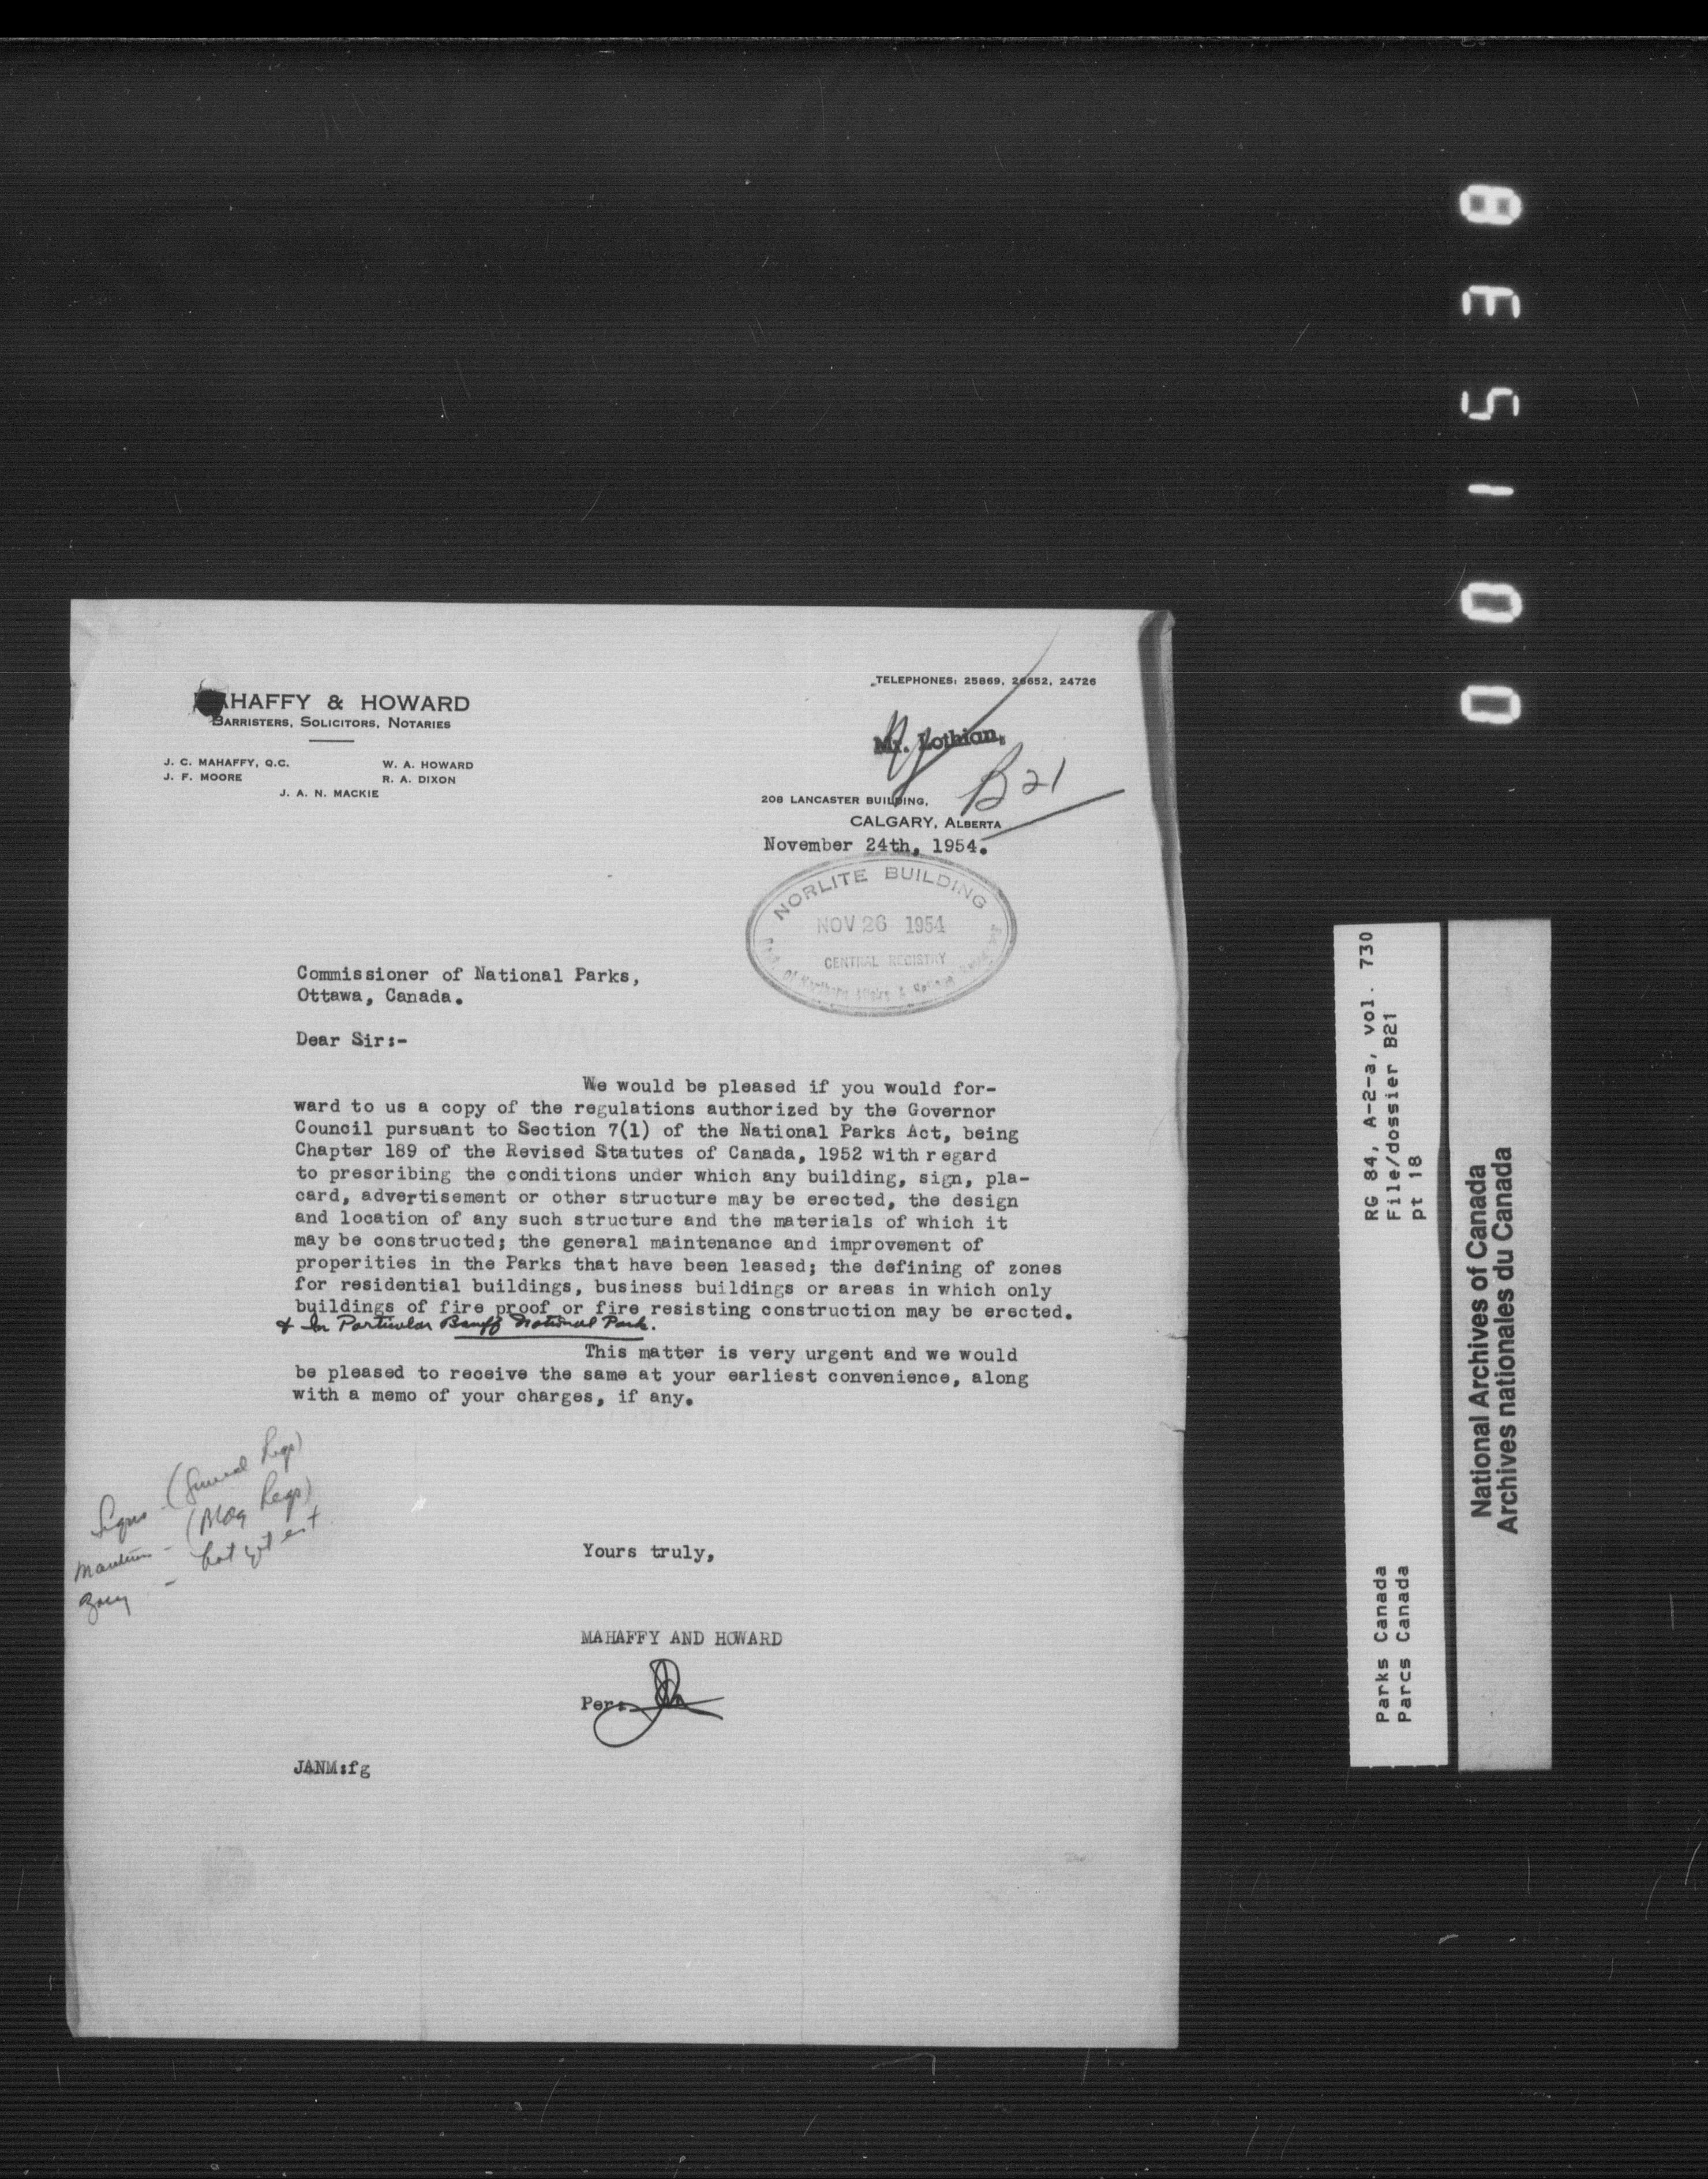 MAHAFFY & HOWARD
BARRISTERS, SOLICITORS, NOTARIES
J. C. MAHAFFY, Q.C.
J. F. MOORE
W. A. HOWARD
R. A. DIXON
J. A. N. MACKIE
TELEPHONES: 25869, 26652, 24726
Mr. Lothian,
B21
208 LANCASTER BUILDING,
CALGARY, ALBERTA
November 24th, 1954.
NORLITE BUILDING
NOV 26 1954
CENTRAL REGISTRY
of Northern Affairs &
Commissioner of National Parks,
Ottawa, Canada.
Dear Sir:-
We would be pleased if you would for-
ward to us a copy of the regulations authorized by the Governor
Council pursuant to Section 7(1) of the National Parks Act, being
Chapter 189 of the Revised Statutes of Canada, 1952 with regard
to prescribing the conditions under which any building, sign, pla-
card, advertisement or other structure may be erected, the design
and location of any such structure and the materials of which it
may be constructed; the general maintenance and improvement of
properities in the Parks that have been leased; the defining of zones
for residential buildings, business buildings or areas in which only
buildings of fire proof or fire resisting construction may be erected.
& In Particular Banff National Park.
This matter is very urgent and we would
be pleased to receive the same at your earliest convenience, along
with a memo of your charges, if any.
Signs - (General Regs)
(Bldg Regs)
Yours truly,
MAHAFFY AND HOWARD
Per:
JANM:fg
001538
RG 84, A-2-a, vol. 730
File/dossier B21
pt 18
Parks Canada
Parcs Canada
National Archives of Canada
Archives nationales du Canada